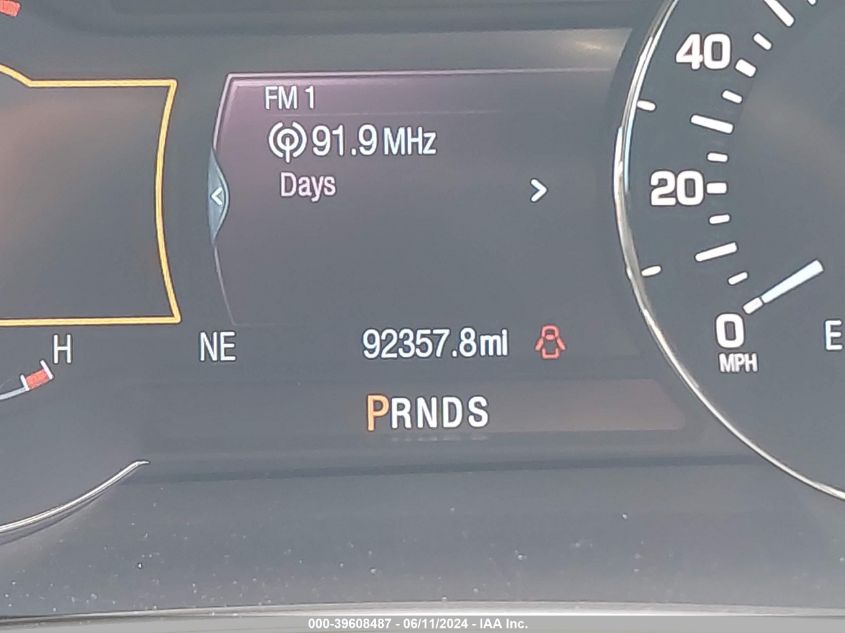 FM 1
91.9 MHz
Days
<
>
40
20
0
MPH
H
NE
92357.8mi
E
PRNDS
000-39608487 - 06/11/2024 - IAA Inc.